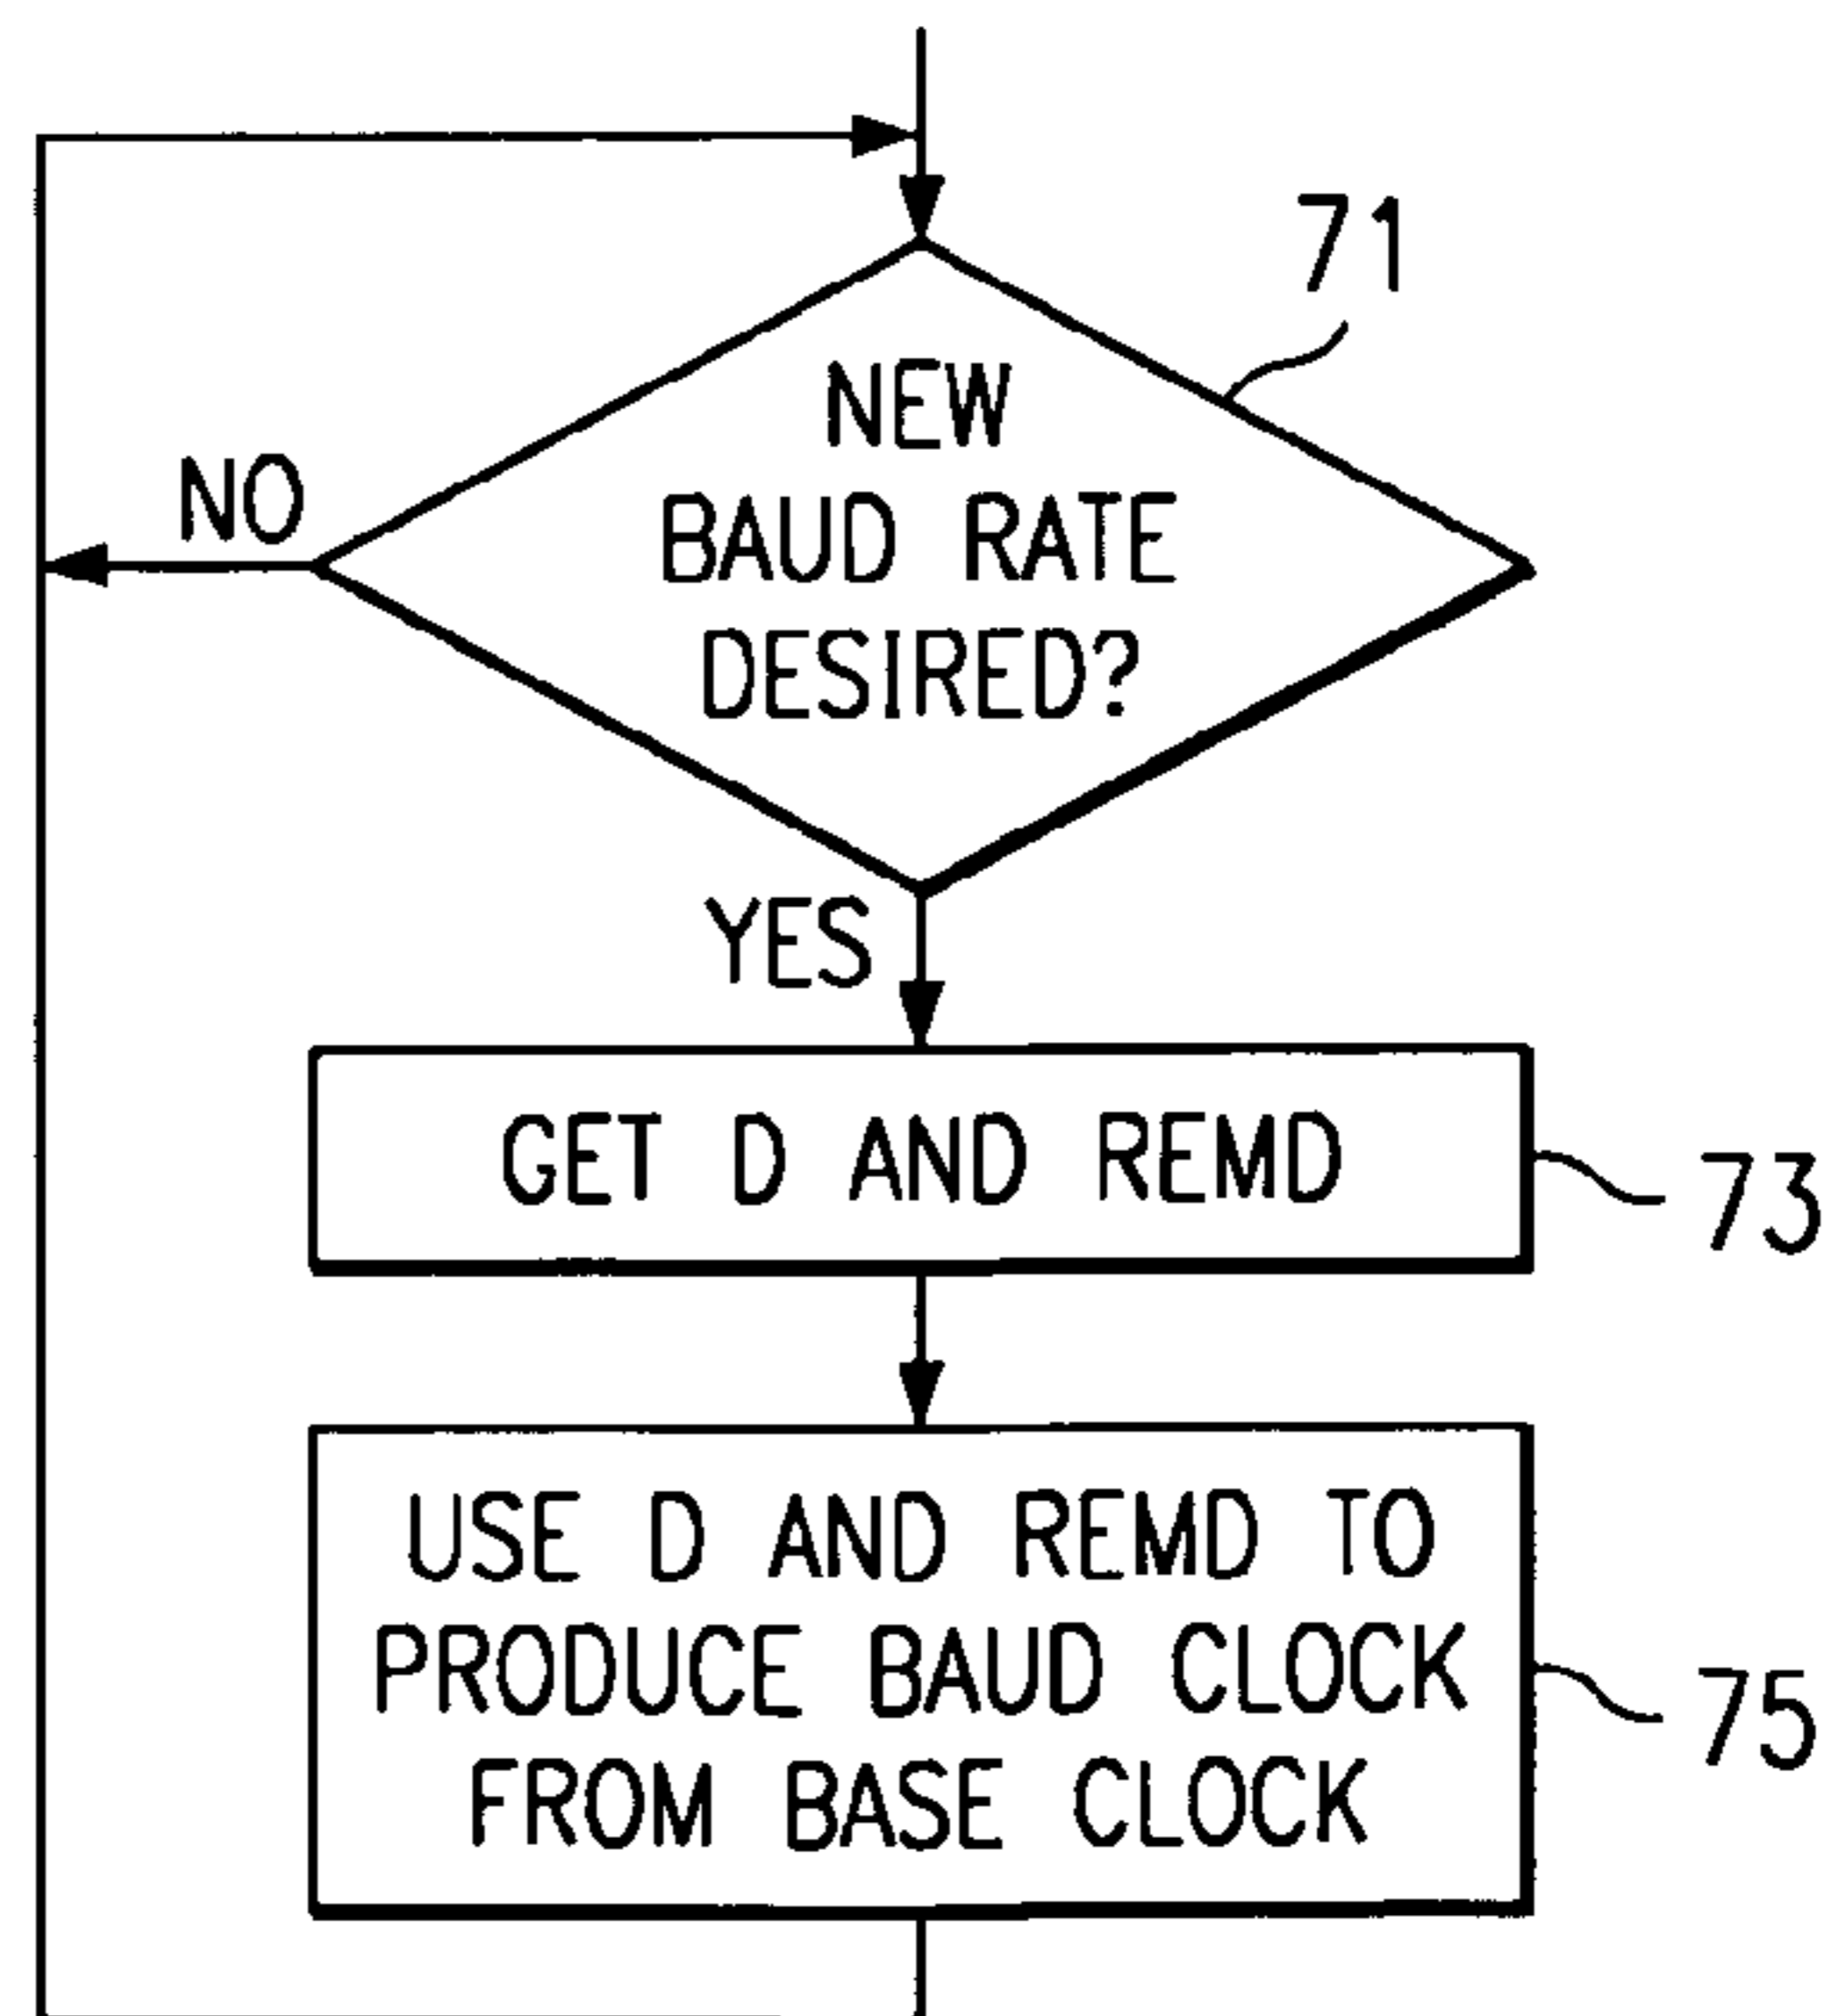 71
NEW
BAUD RATE
DESIRED?
NO
YES
GET D AND REMD
73
USE D AND REMD TO
PRODUCE BAUD CLOCK
FROM BASE CLOCK
75